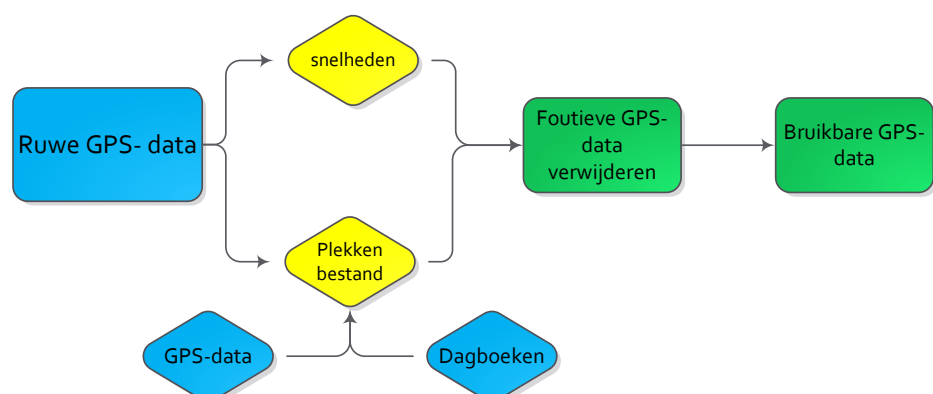 snelheden
Ruwe GPS- data
Foutieve GPS-
data
verwijderen
Bruikbare GPS-
data
Plekken
bestand
GPS-data
Dagboeken